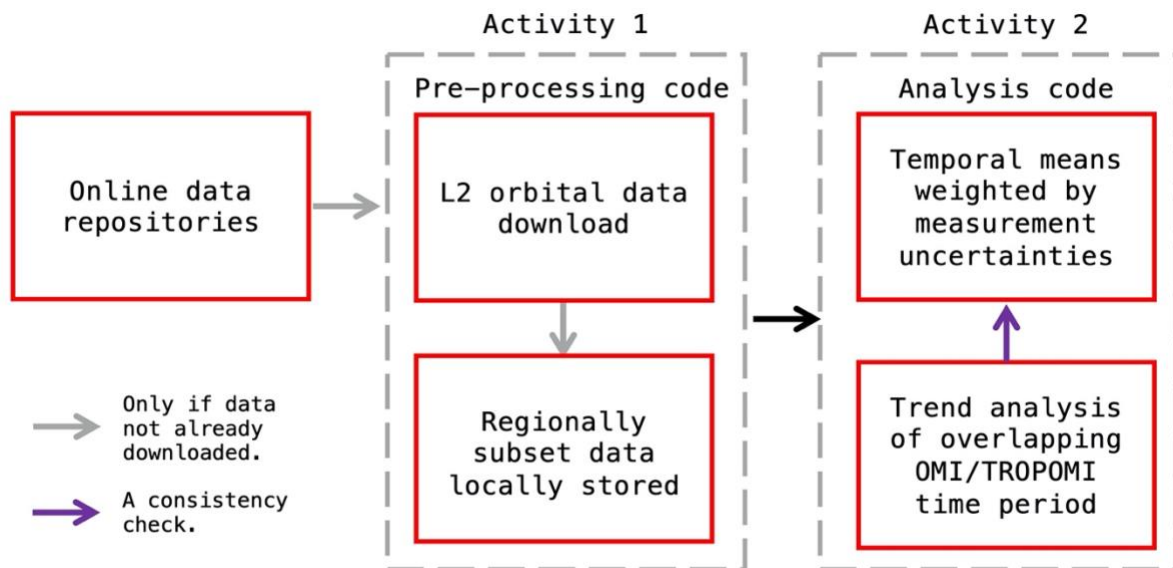 Activity 1
Activity 2
Pre-processing code
Analysis code
Online data
repositories
L2 orbital data
download
Temporal means
weighted by
measurement
uncertainties
Regionally
subset data
locally stored
Trend analysis
of overlapping
OMI/TROPOMI
time period
Only if data
not already
downloaded.
A consistency
check.